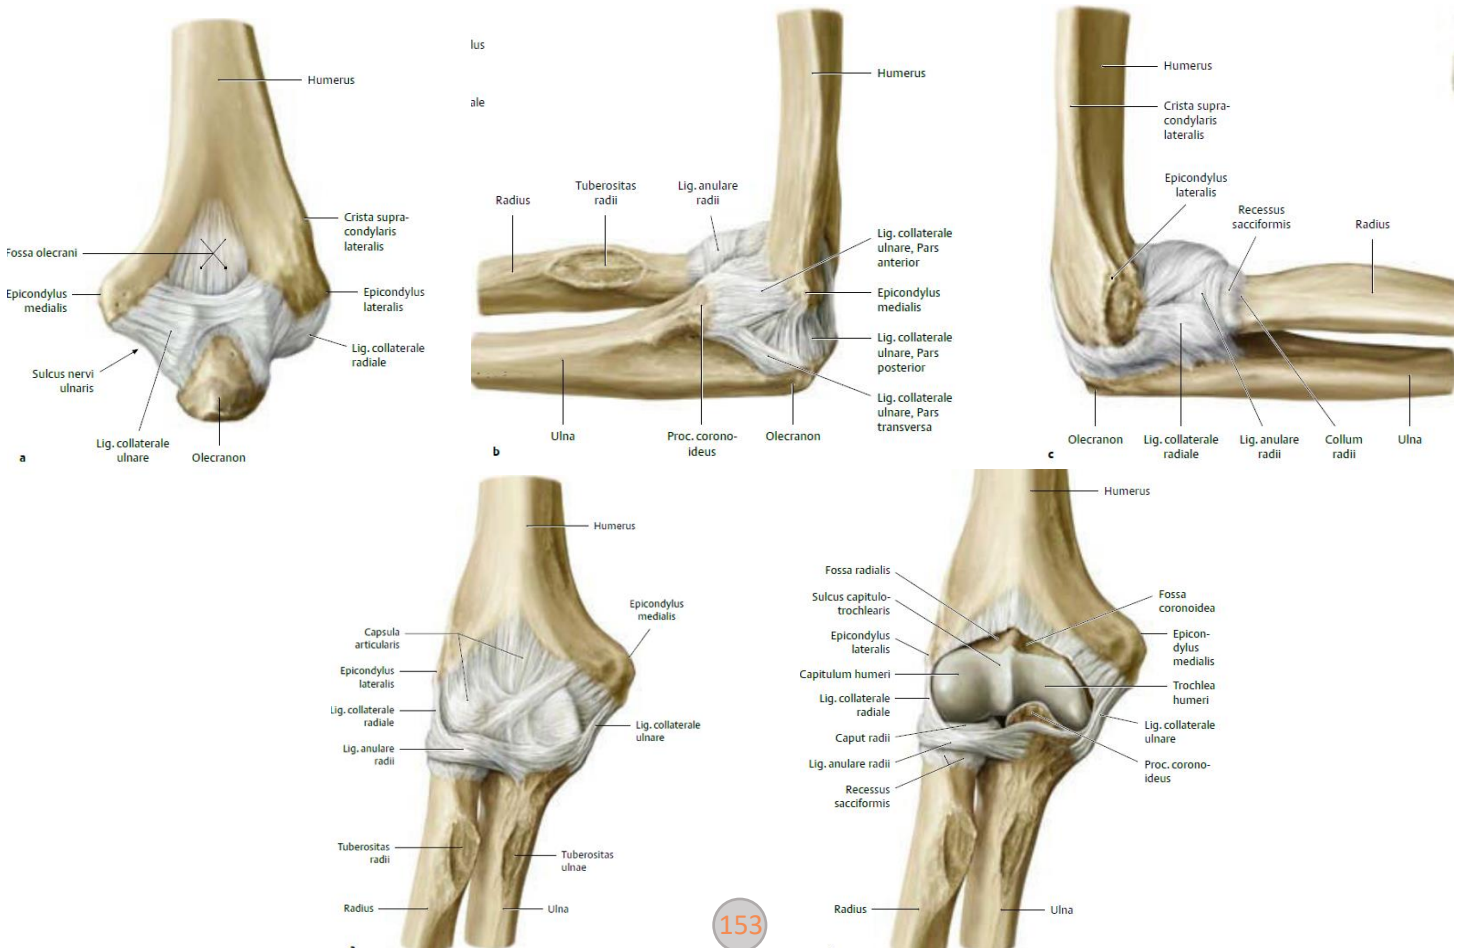 Humerus
Crista supra-
condylaris
lateralis
Fossa olecrani
Epicondylus
medialis
Epicondylus
lateralis
Lig. collaterale
radiale
Sulcus nervi
ulnaris
Lig. collaterale
ulnare
Olecranon
a
lus
ale
Humerus
Radius
Tuberositas
radii
Lig. anulare
radii
Lig. collaterale
ulnare, Pars
anterior
Epicondylus
medialis
Lig. collaterale
ulnare, Pars
posterior
Lig. collaterale
ulnare, Pars
transversa
Ulna
Proc. corono-
ideus
Olecranon
b
Humerus
Crista supra-
condylaris
lateralis
Epicondylus
lateralis
Recessus
sacciformis
Radius
Olecranon
Lig. collaterale
radiale
Lig. anulare
radii
Collum
radii
Ulna
c
Humerus
Epicondylus
medialis
Capsula
articularis
Epicondylus
lateralis
Lig. collaterale
radiale
Lig. anulare
radii
Lig. collaterale
ulnare
Tuberositas
radii
Tuberositas
ulnae
Radius
Ulna
Humerus
Fossa radialis
Sulcus capitulo-
trochlearis
Epicondylus
lateralis
Capitulum humeri
Lig. collaterale
radiale
Caput radii
Lig. anulare radii
Recessus
sacciformis
Fossa
coronoidea
Epicon-
dylus
medialis
Trochlea
humeri
Lig. collaterale
ulnare
Proc. corono-
ideus
Radius
Ulna
153